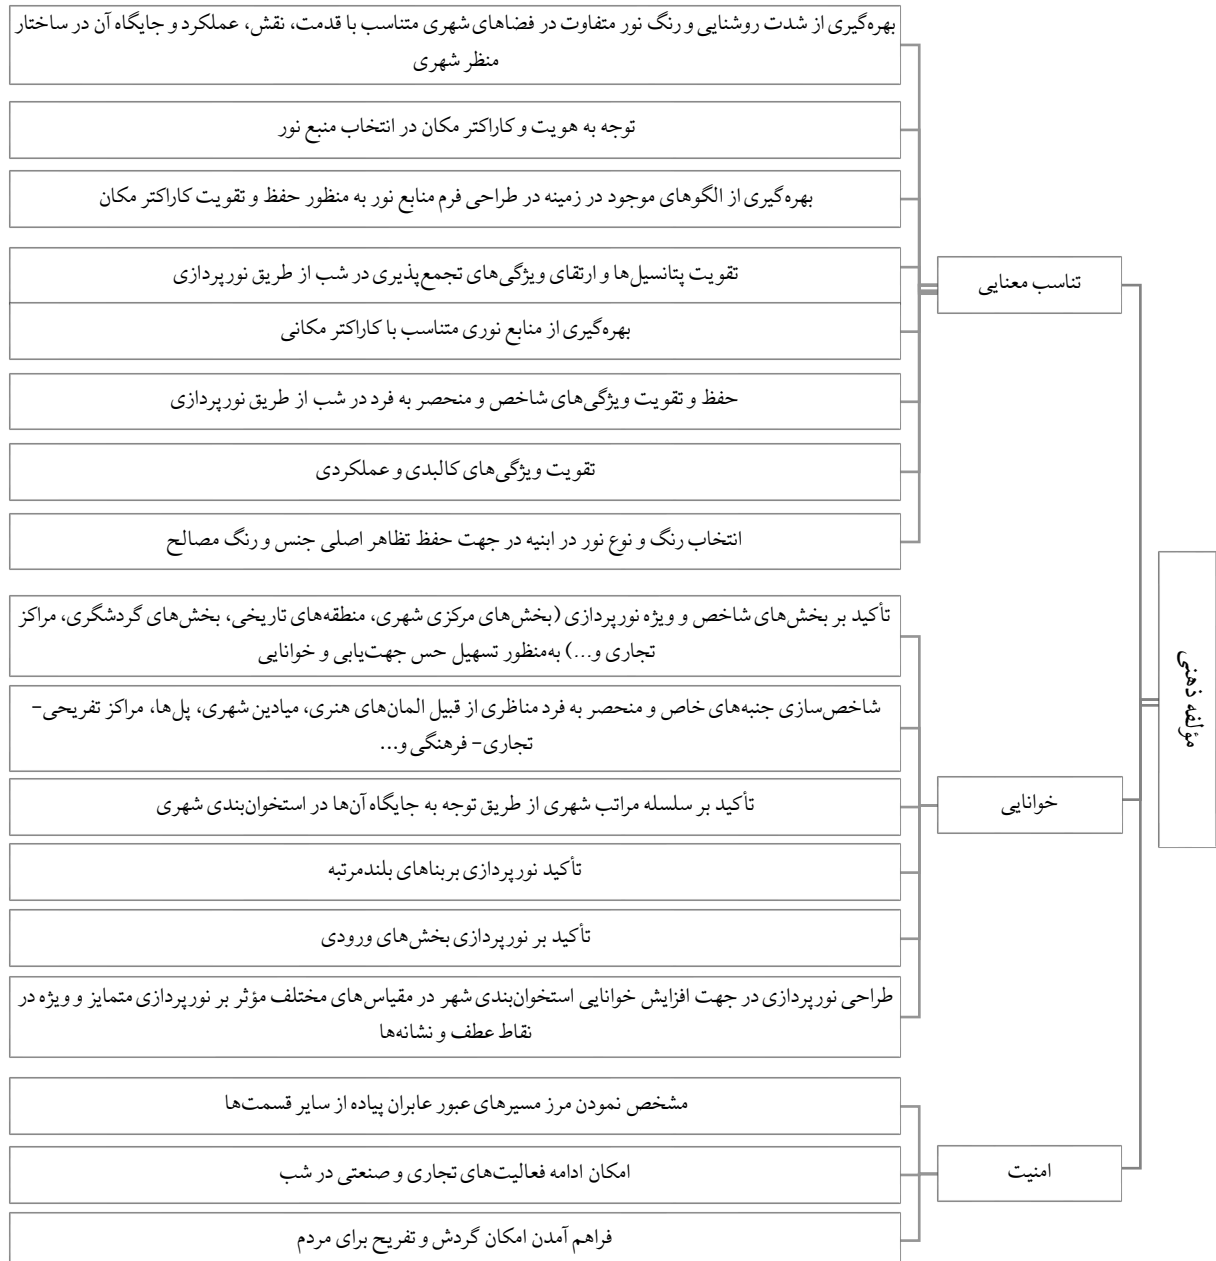 مؤلفه ذهنی
تناسب معنایی
بهره‌گیری از شدت روشنایی و رنگ نور متفاوت در فضاهای شهری متناسب با قدمت، نقش، عملکرد و جایگاه آن در ساختار
منظر شهری
توجه به هویت و کاراکتر مکان در انتخاب منبع نور
بهره‌گیری از الگوهای موجود در زمینه در طراحی فرم منابع نور به منظور حفظ و تقویت کاراکتر مکان
تقویت پتانسیل‌ها و ارتقای ویژگی‌های تجمع‌پذیری در شب از طریق نورپردازی
بهره‌گیری از منابع نوری متناسب با کاراکتر مکانی
حفظ و تقویت ویژگی‌های شاخص و منحصر به فرد در شب از طریق نورپردازی
تقویت ویژگی‌های کالبدی و عملکردی
انتخاب رنگ و نوع نور در ابنیه در جهت حفظ تظاهر اصلی جنس و رنگ مصالح
خوانایی
تأکید بر بخش‌های شاخص و ویژه نورپردازی (بخش‌های مرکزی شهری، منطقه‌های تاریخی، بخش‌های گردشگری، مراکز
تجاری و...) به‌منظور تسهیل حس جهت‌یابی و خوانایی
شاخص‌سازی جنبه‌های خاص و منحصر به فرد مناظری از قبیل المان‌های هنری، میادین شهری، پل‌ها، مراکز تفریحی-
تجاری- فرهنگی و...
تأکید بر سلسله مراتب شهری از طریق توجه به جایگاه آن‌ها در استخوان‌بندی شهری
تأکید نورپردازی بربناهای بلندمرتبه
تأکید بر نورپردازی بخش‌های ورودی
طراحی نورپردازی در جهت افزایش خوانایی استخوان‌بندی شهر در مقیاس‌های مختلف مؤثر بر نورپردازی متمایز و ویژه در
نقاط عطف و نشانه‌ها
امنیت
مشخص نمودن مرز مسیرهای عبور عابران پیاده از سایر قسمت‌ها
امکان ادامه فعالیت‌های تجاری و صنعتی در شب
فراهم آمدن امکان گردش و تفریح برای مردم